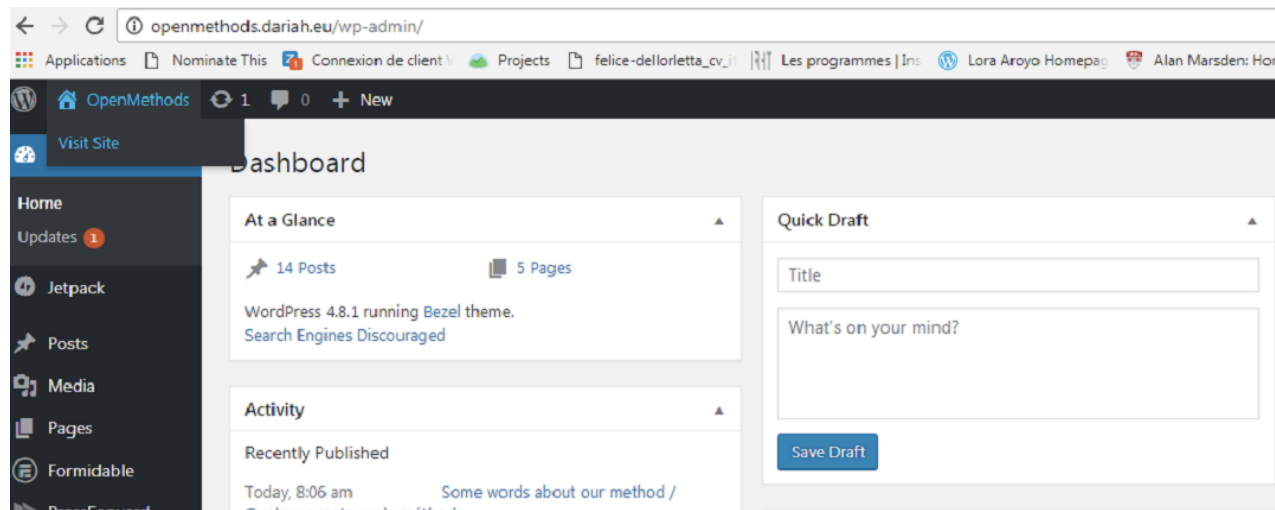 openmethods.dariah.eu/wp-admin/
Applications Nominate This Connexion de client Projects felice-dellorletta_cv_it Les programmes | Ins Lora Aroyo Homepag Alan Marsden: Hor
OpenMethods 1 0 + New
Visit Site
Dashboard
Home
Updates 1
Jetpack
Posts
Media
Pages
Formidable
At a Glance
14 Posts 5 Pages
WordPress 4.8.1 running Bezel theme.
Search Engines Discouraged
Activity
Recently Published
Today, 8:06 am Some words about our method /
Quick Draft
Title
What's on your mind?
Save Draft